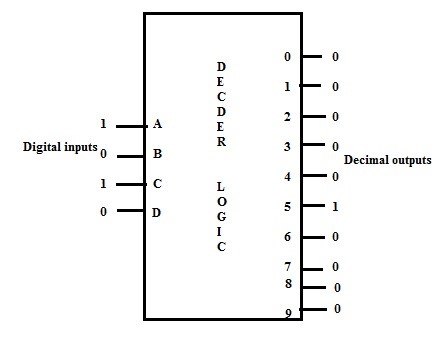 0 0
D
E 1 0
C
D 2 0
1 A E
R 3 0
Digital inputs 0 B Decimal outputs
4 0
1 C L
O 5 1
0 D G
I 6 0
C
7 0
8 0
9 0